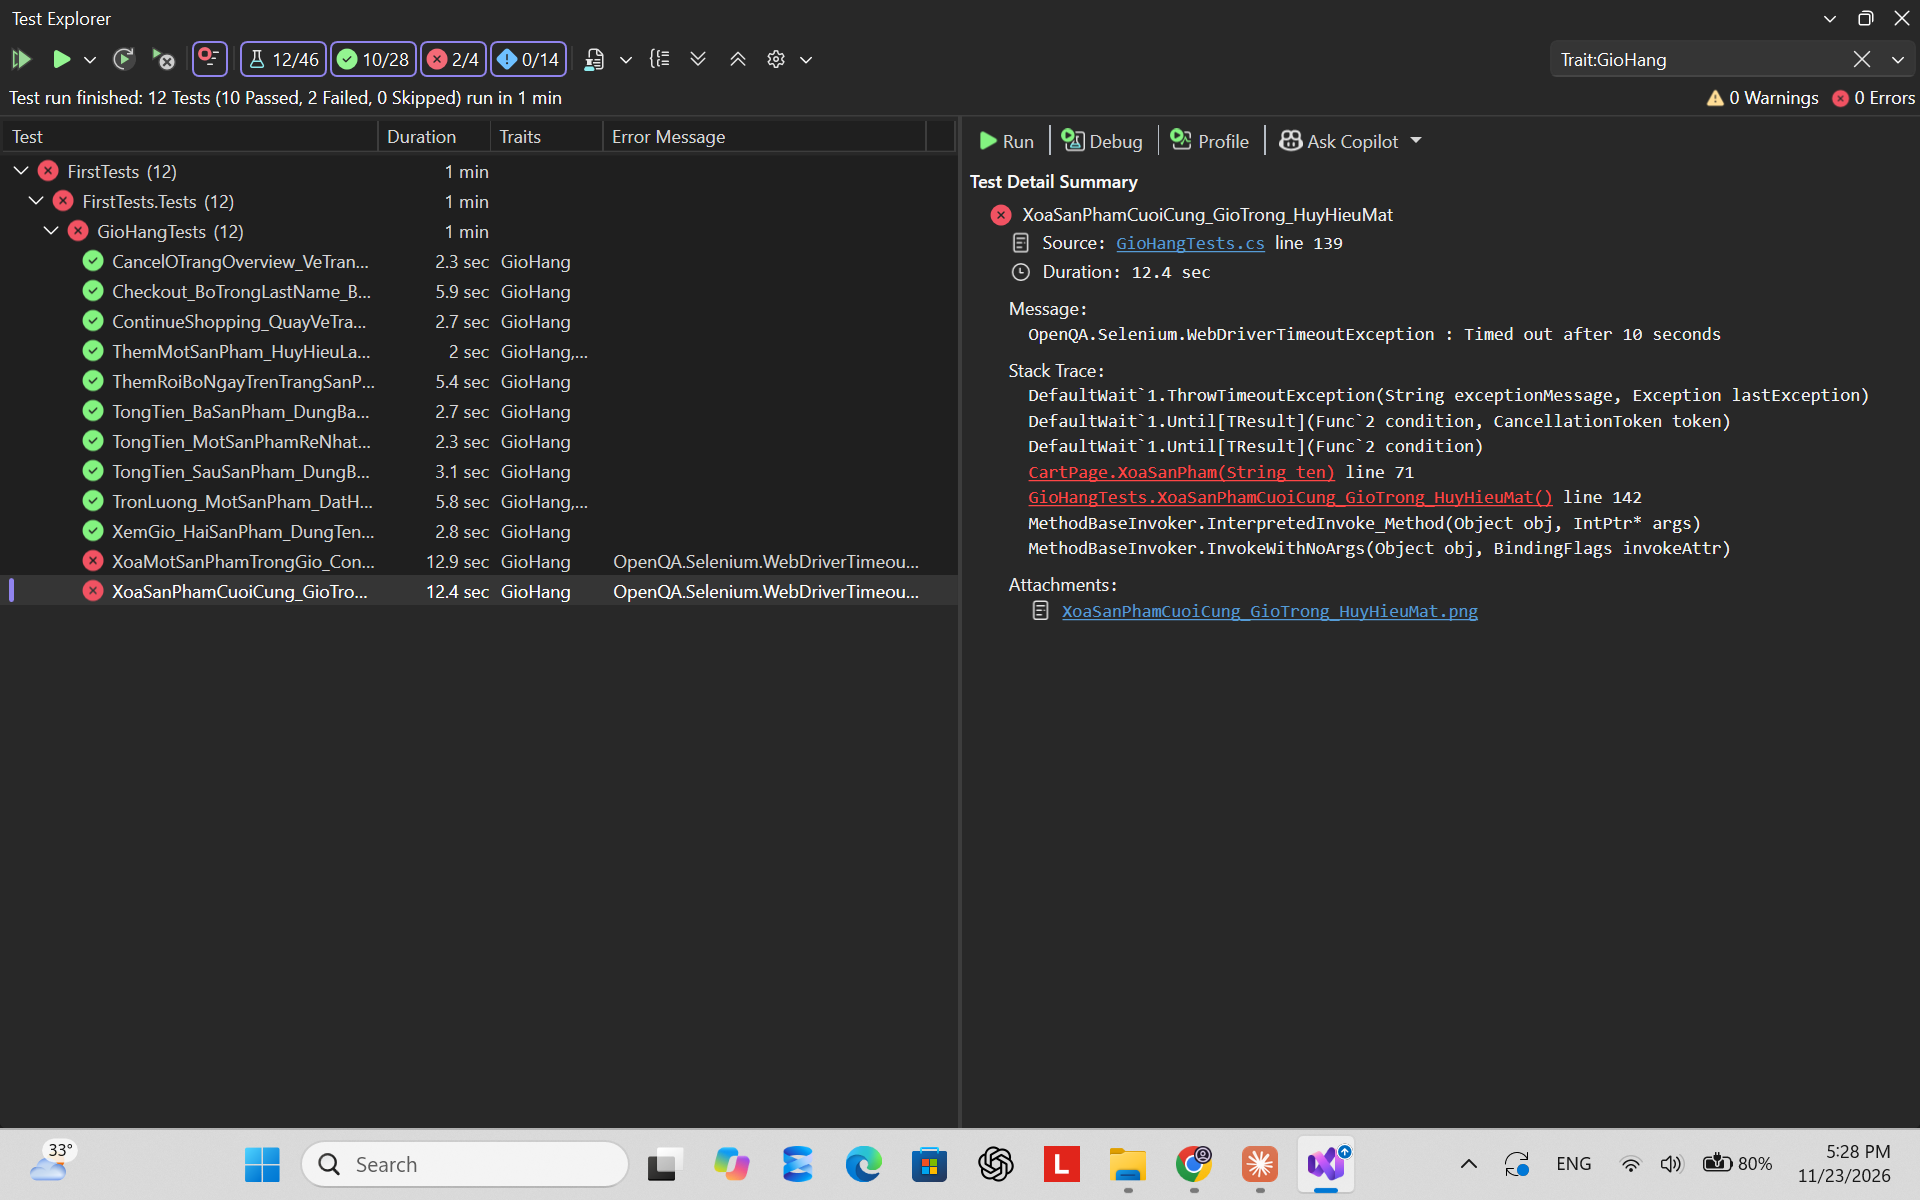 Test Explorer
12/46 10/28 2/4 0/14 Trait:GioHang
Test run finished: 12 Tests (10 Passed, 2 Failed, 0 Skipped) run in 1 min 0 Warnings 0 Errors
Test Duration Traits Error Message
FirstTests (12) 1 min
FirstTests.Tests (12) 1 min
GioHangTests (12) 1 min
CancelOTrangOverview_VeTran... 2.3 sec GioHang
Checkout_BoTrongLastName_B... 5.9 sec GioHang
ContinueShopping_QuayVeTra... 2.7 sec GioHang
ThemMotSanPham_HuyHieuLa... 2 sec GioHang,...
ThemRoiBoNgayTrenTrangSanP... 5.4 sec GioHang
TongTien_BaSanPham_DungBa... 2.7 sec GioHang
TongTien_MotSanPhamReNhat... 2.3 sec GioHang
TongTien_SauSanPham_DungB... 3.1 sec GioHang
TronLuong_MotSanPham_DatH... 5.8 sec GioHang,...
XemGio_HaiSanPham_DungTen... 2.8 sec GioHang
XoaMotSanPhamTrongGio_Con... 12.9 sec GioHang OpenQA.Selenium.WebDriverTimeou...
XoaSanPhamCuoiCung_GioTro... 12.4 sec GioHang OpenQA.Selenium.WebDriverTimeou...
Run Debug Profile Ask Copilot
Test Detail Summary
XoaSanPhamCuoiCung_GioTrong_HuyHieuMat
Source: GioHangTests.cs line 139
Duration: 12.4 sec
Message:
OpenQA.Selenium.WebDriverTimeoutException : Timed out after 10 seconds
Stack Trace:
DefaultWait`1.ThrowTimeoutException(String exceptionMessage, Exception lastException)
DefaultWait`1.Until[TResult](Func`2 condition, CancellationToken token)
DefaultWait`1.Until[TResult](Func`2 condition)
CartPage.XoaSanPham(String ten) line 71
GioHangTests.XoaSanPhamCuoiCung_GioTrong_HuyHieuMat() line 142
MethodBaseInvoker.InterpretedInvoke_Method(Object obj, IntPtr* args)
MethodBaseInvoker.InvokeWithNoArgs(Object obj, BindingFlags invokeAttr)
Attachments:
XoaSanPhamCuoiCung_GioTrong_HuyHieuMat.png
33°
Search
L
ENG
80%
5:28 PM
11/23/2026